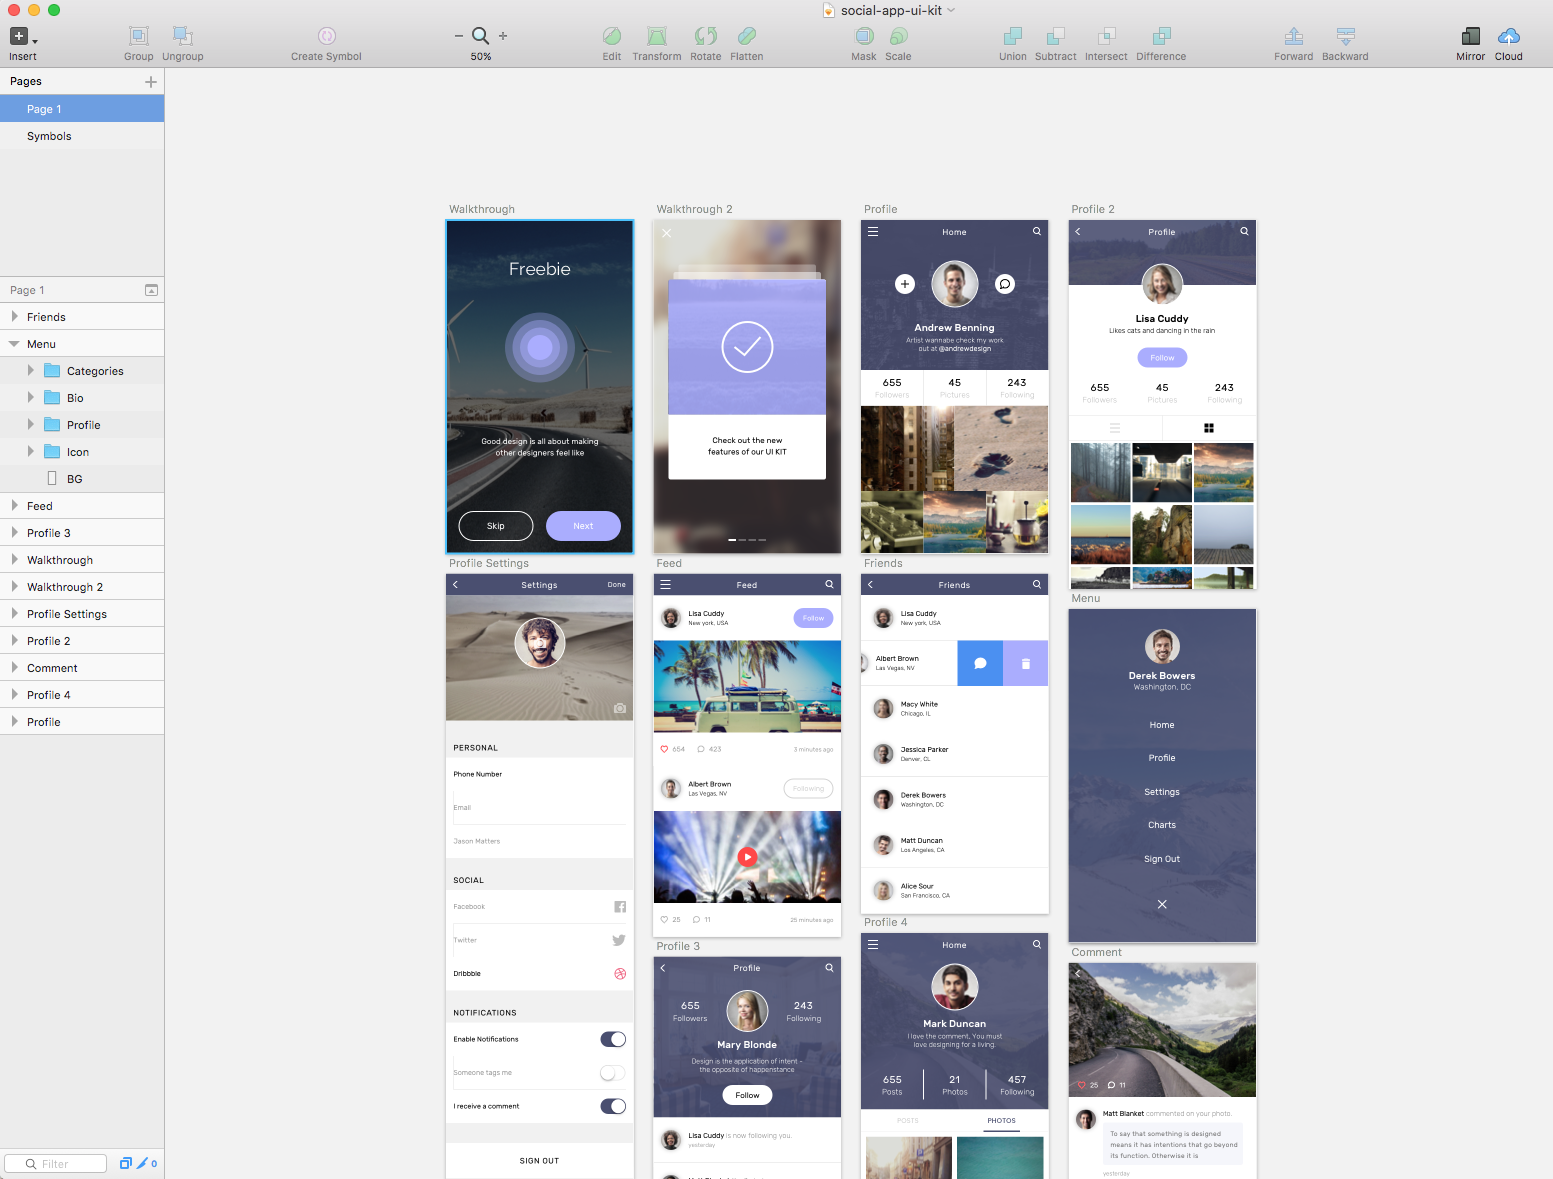 social-app-ui-kit
Insert
Group
Ungroup
Create Symbol
50%
Edit
Transform
Rotate
Flatten
Mask
Scale
Union
Subtract
Intersect
Difference
Forward
Backward
Mirror
Cloud
Pages
Page 1
Symbols
Page 1
Friends
Menu
Categories
Bio
Profile
Icon
BG
Feed
Profile 3
Walkthrough
Walkthrough 2
Profile Settings
Profile 2
Comment
Profile 4
Profile
Filter
0
Walkthrough
Freebie
Good design is all about making
other designers feel like
Skip
Next
Walkthrough 2
Check out the new
features of our UI KIT
Profile
Home
Andrew Benning
Artist wannabe check my work
out at @andrewdesign
655
Followers
45
Pictures
243
Following
Profile 2
Profile
Lisa Cuddy
Likes cats and dancing in the rain
Follow
655
Followers
45
Pictures
243
Following
Profile Settings
Settings
Done
PERSONAL
Phone Number
Email
Jason Matters
SOCIAL
Facebook
Twitter
Dribbble
NOTIFICATIONS
Enable Notifications
Someone tags me
I receive a comment
SIGN OUT
Feed
Feed
Lisa Cuddy
New york, USA
Follow
654
423
3 minutes ago
Albert Brown
Las Vegas, NV
Following
25
11
25 minutes ago
Friends
Friends
Lisa Cuddy
New york, USA
Albert Brown
Las Vegas, NV
Macy White
Chicago, IL
Jessica Parker
Denver, CL
Derek Bowers
Washington, DC
Matt Duncan
Los Angeles, CA
Alice Sour
San Francisco, CA
Menu
Derek Bowers
Washington, DC
Home
Profile
Settings
Charts
Sign Out
Profile 3
Profile
655
Followers
243
Following
Mary Blonde
Design is the application of intent -
the opposite of happenstance
Follow
Lisa Cuddy is now following you.
yesterday
Profile 4
Home
Mark Duncan
I love the comment. You must
love designing for a living.
655
Posts
21
Photos
457
Following
POSTS
PHOTOS
Comment
25
11
Matt Blanket commented on your photo.
To say that something is designed
means it has intentions that go beyond
its function. Otherwise it is
yesterday